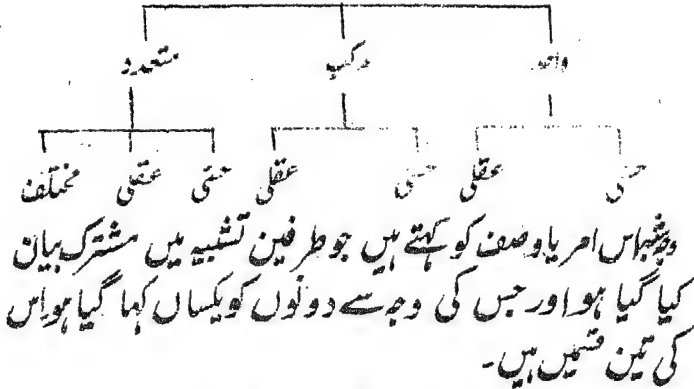 واحد مرکب متعدد
حسی عقلی حسی عقلی حسی عقلی مختلف
وجہ شبہ اس امر یا وصف کو کہتے ہیں جو طرفین تشبیہ میں مشترک بیان
کیا گیا ہو اور جس کی وجہ سے دونوں کو یکساں کہا گیا ہو اس
کی تین قسمیں ہیں۔